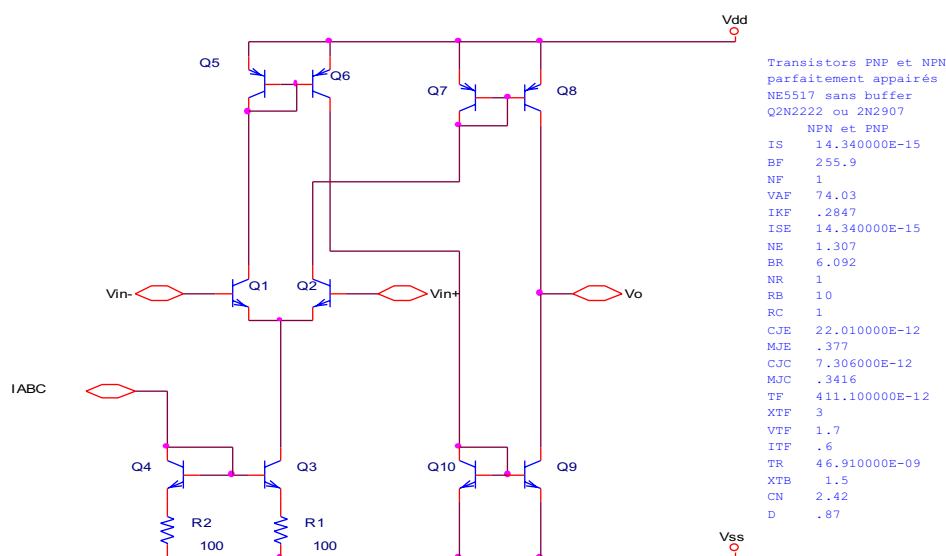 Vdd
Q5
Q6
Q7
Q8
Transistors PNP et NPN
parfaitement appairés
NE5517 sans buffer
Q2N2222 ou 2N2907
NPN et PNP
IS 14.340000E-15
BF 255.9
NF 1
VAF 74.03
IKF .2847
ISE 14.340000E-15
NE 1.307
BR 6.092
NR 1
RB 10
RC 1
CJE 22.010000E-12
MJE .377
CJC 7.306000E-12
MJC .3416
TF 411.100000E-12
XTF 3
VTF 1.7
ITF .6
TR 46.910000E-09
XTB 1.5
CN 2.42
D .87
Vin-
Q1
Q2
Vin+
Vo
IABC
Q4
Q3
Q10
Q9
R2
100
R1
100
Vss